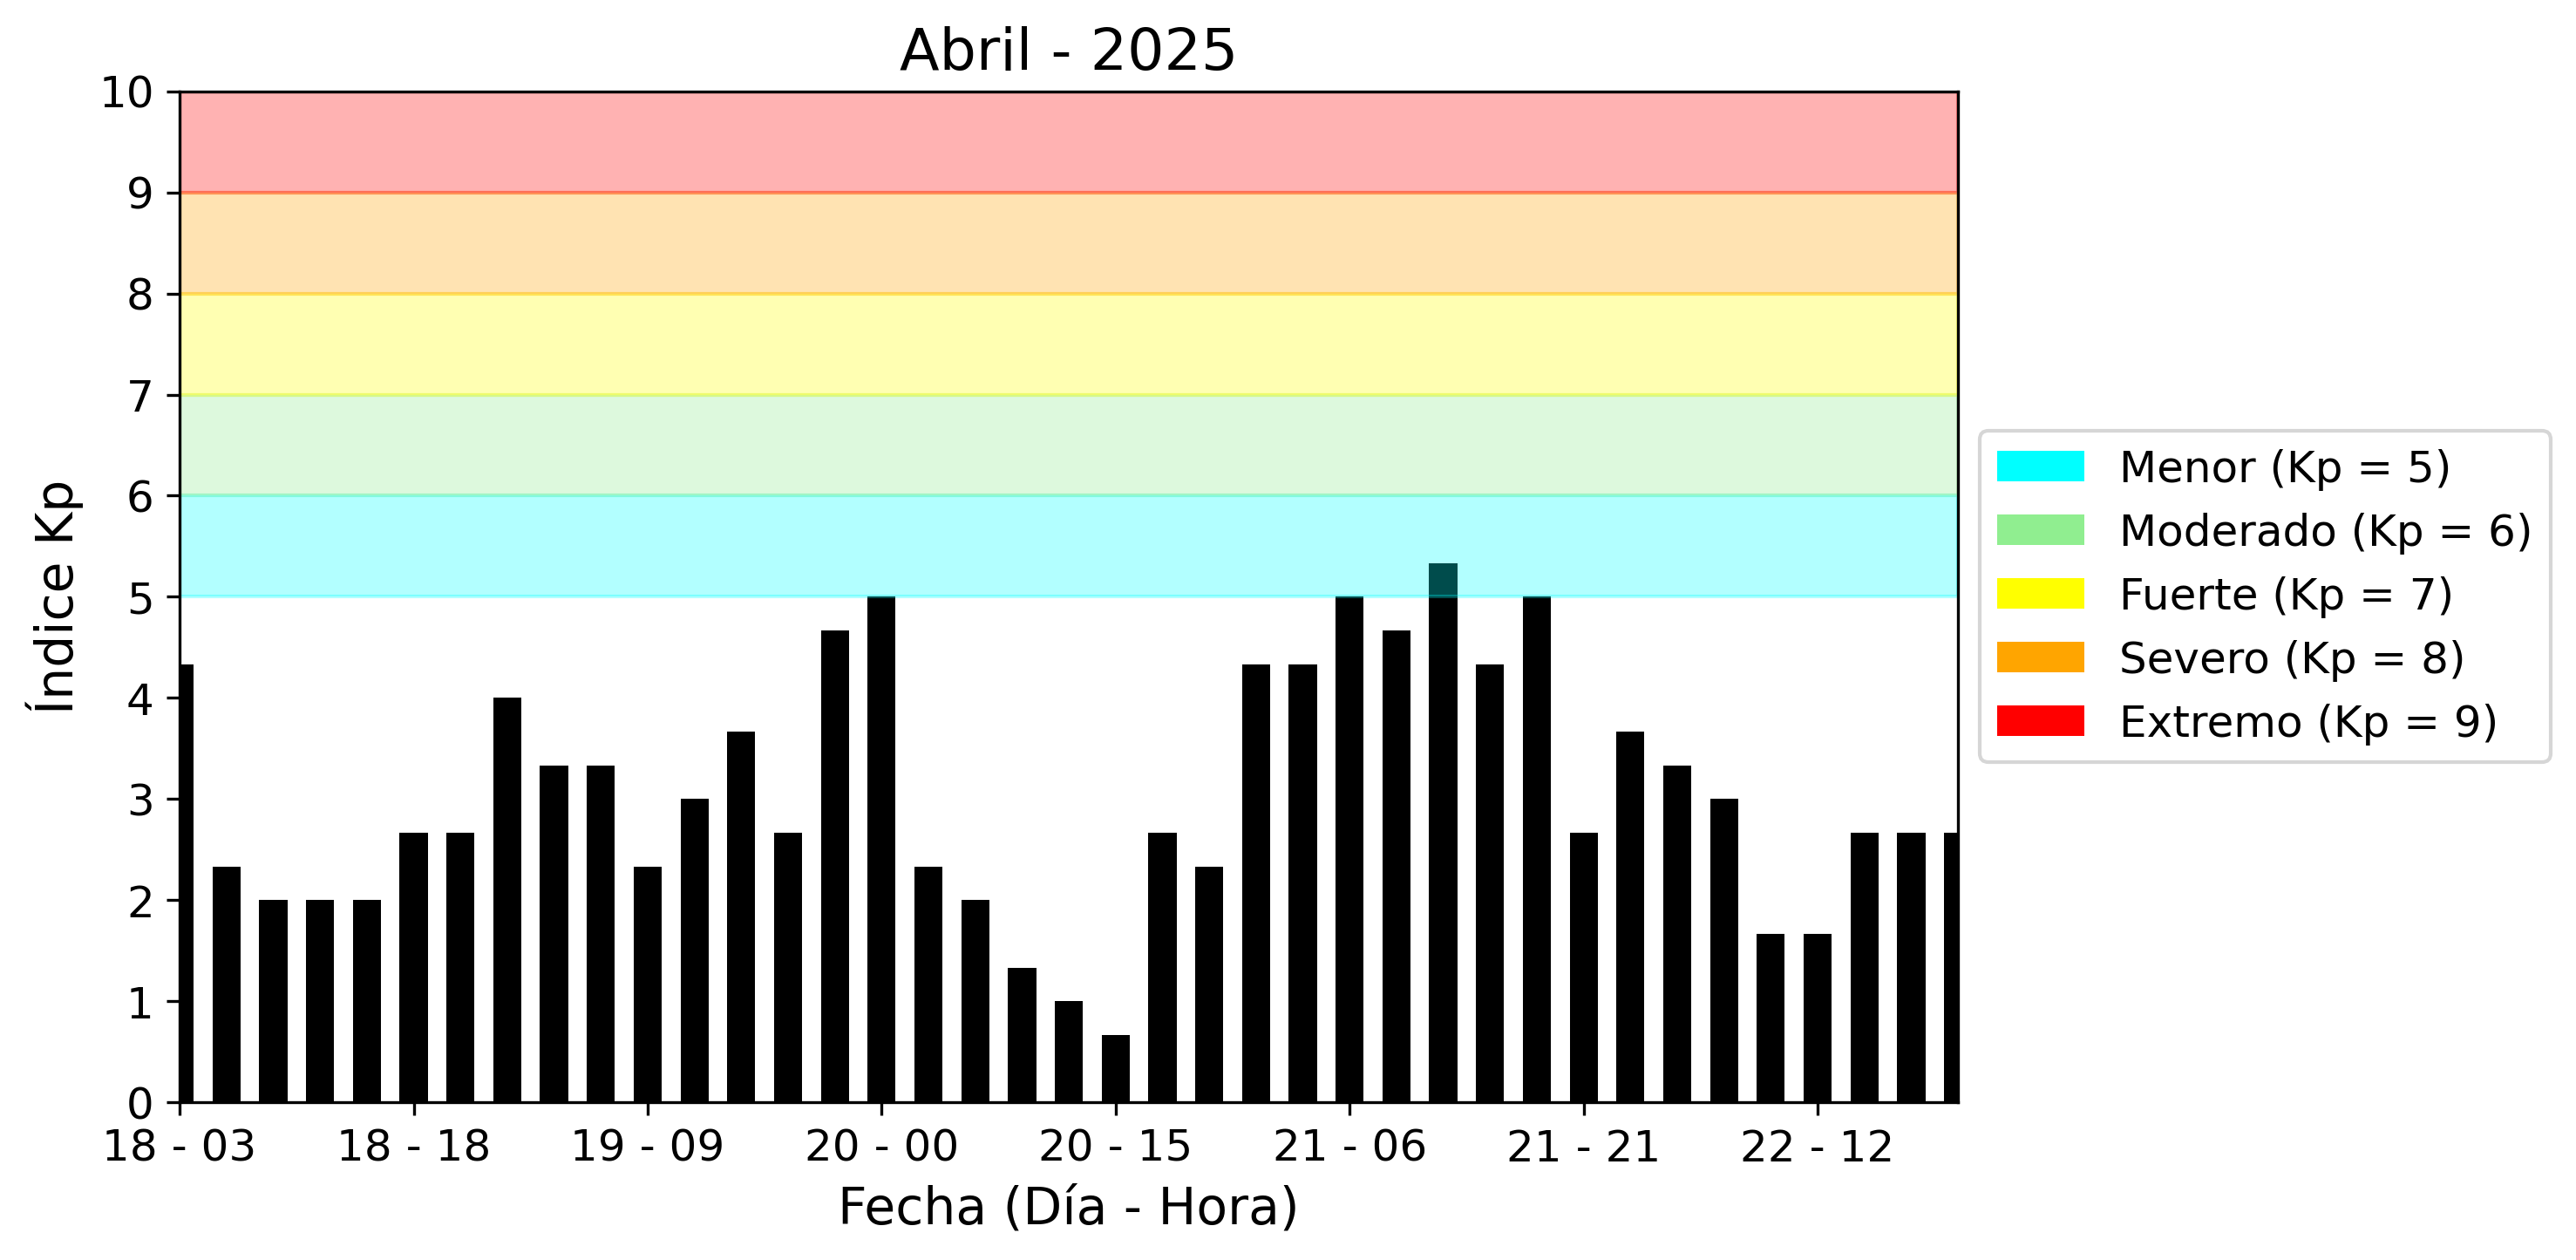 Abril - 2025
10
9
8
7
6
5
4
3
2
1
0
Índice Kp
18 - 03
18 - 18
19 - 09
20 - 00
20 - 15
21 - 06
21 - 21
22 - 12
Fecha (Día - Hora)
Menor (Kp = 5)
Moderado (Kp = 6)
Fuerte (Kp = 7)
Severo (Kp = 8)
Extremo (Kp = 9)